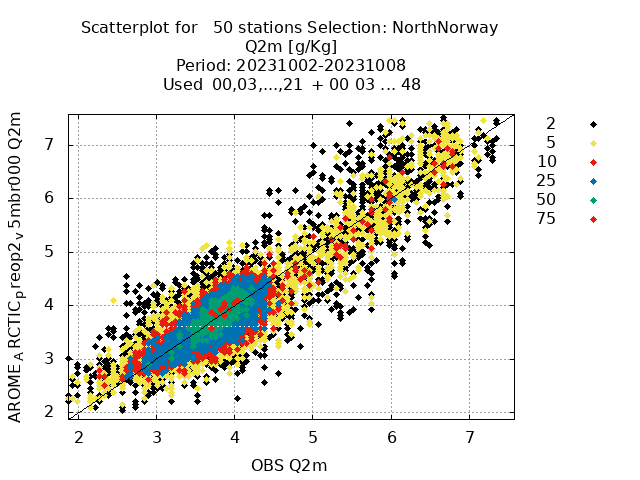 Scatterplot for 50 stations Selection: NorthNorway
Q2m [g/Kg]
Period: 20231002-20231008
Used 00,03,...,21 + 00 03 ... 48
AROME_ARCTIC_preop2_v 5mbr000 Q2m
7
6
5
4
3
2
2 3 4 5 6 7
OBS Q2m
2
5
10
25
50
75